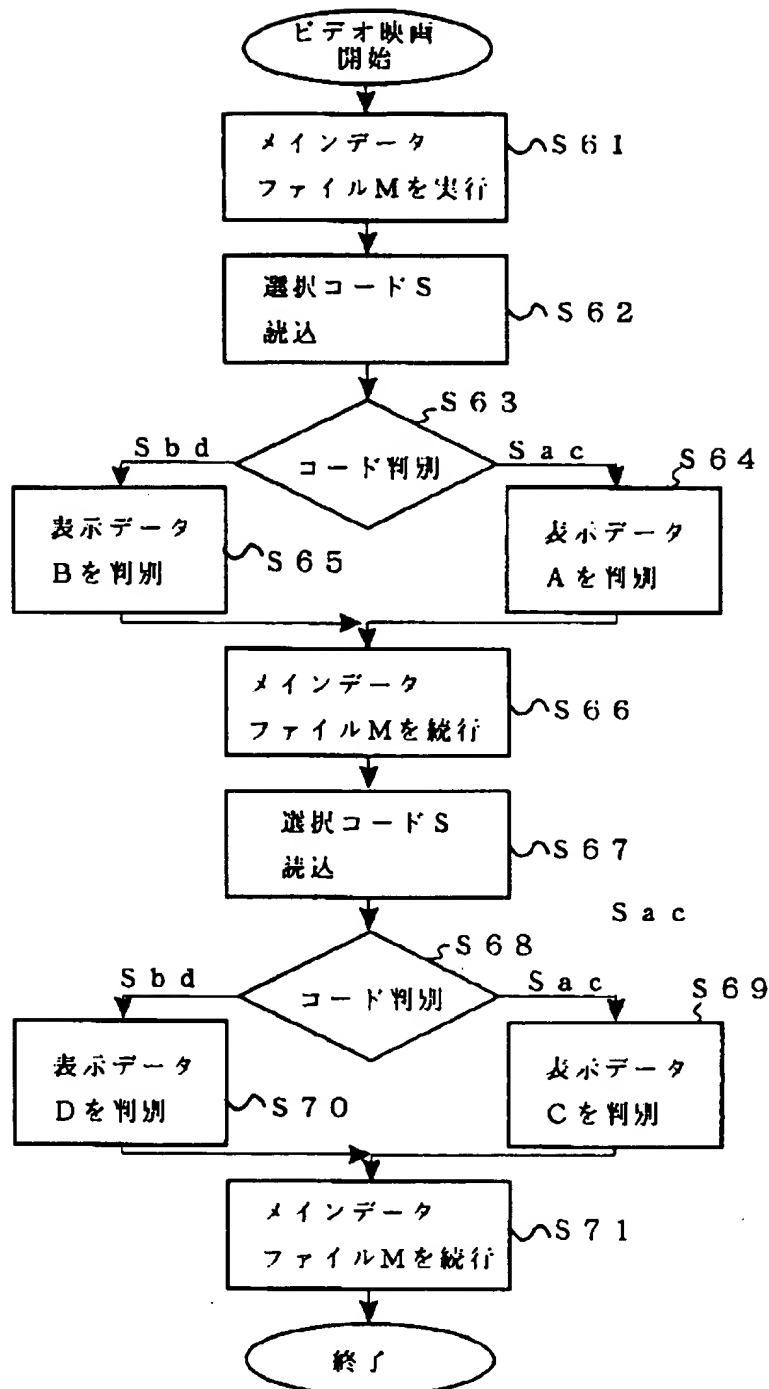 ビデオ映画
開始
メインデータ
ファイルMを実行
S61
選択コードS
読込
S62
S63
Sbd
コード判別
Sac
S64
表示データ
Bを判別
S65
表示データ
Aを判別
メインデータ
ファイルMを続行
S66
選択コードS
読込
S67
Sac
S68
Sbd
コード判別
Sac
S69
表示データ
Dを判別
S70
表示データ
Cを判別
メインデータ
ファイルMを続行
S71
終了